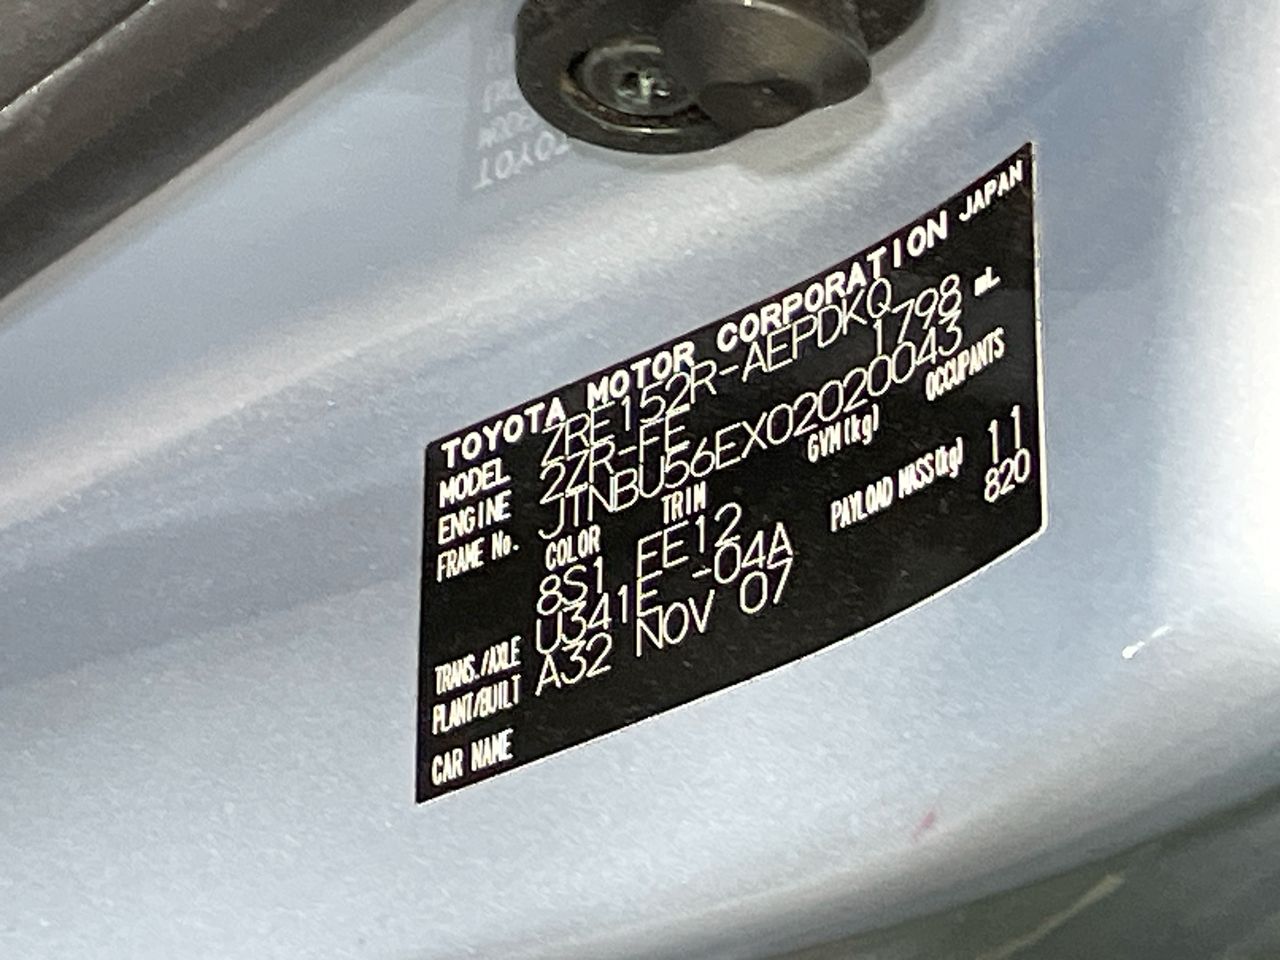 TOYOTA MOTOR CORPORATION JAPAN
MODEL ZRE152R-AEPDKQ
ENGINE 2ZR-FE 1798 mL
FRAME No. JTNBU56EX02020043
COLOR TRIM GVM(kg) OCCUPANTS
8S1 FE12 11
TRANS./AXLE U341E -04A PAYLOAD MASS(kg) 820
PLANT/BUILT A32 NOV 07
CAR NAME